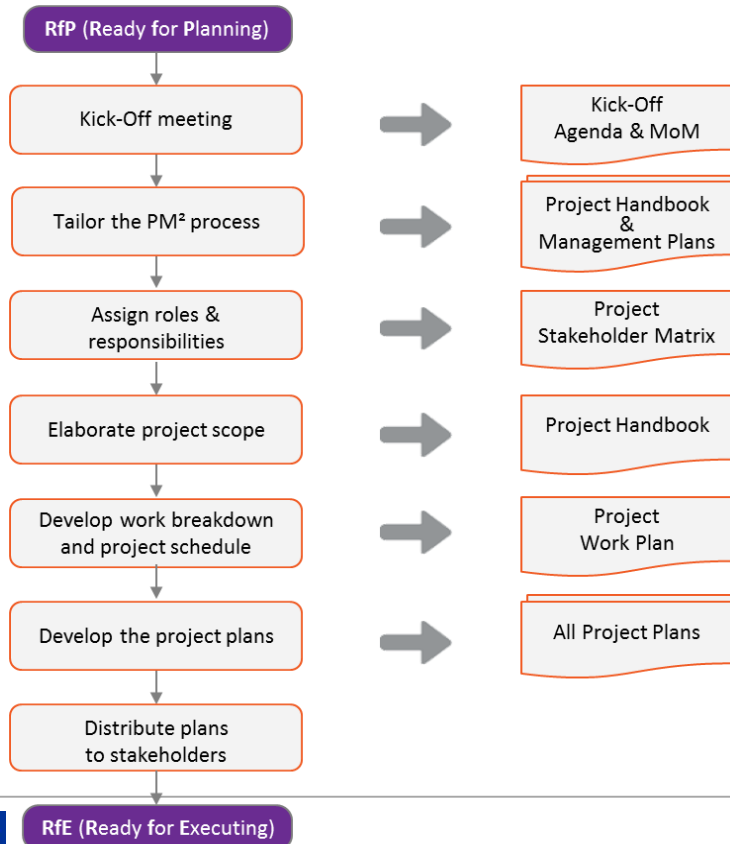 RfP (Ready for Planning)
Kick-Off meeting
Kick-Off
Agenda & MoM
Tailor the PM² process
Project Handbook
&
Management Plans
Assign roles &
responsibilities
Project
Stakeholder Matrix
Elaborate project scope
Project Handbook
Develop work breakdown
and project schedule
Project
Work Plan
Develop the project plans
All Project Plans
Distribute plans
to stakeholders
RfE (Ready for Executing)